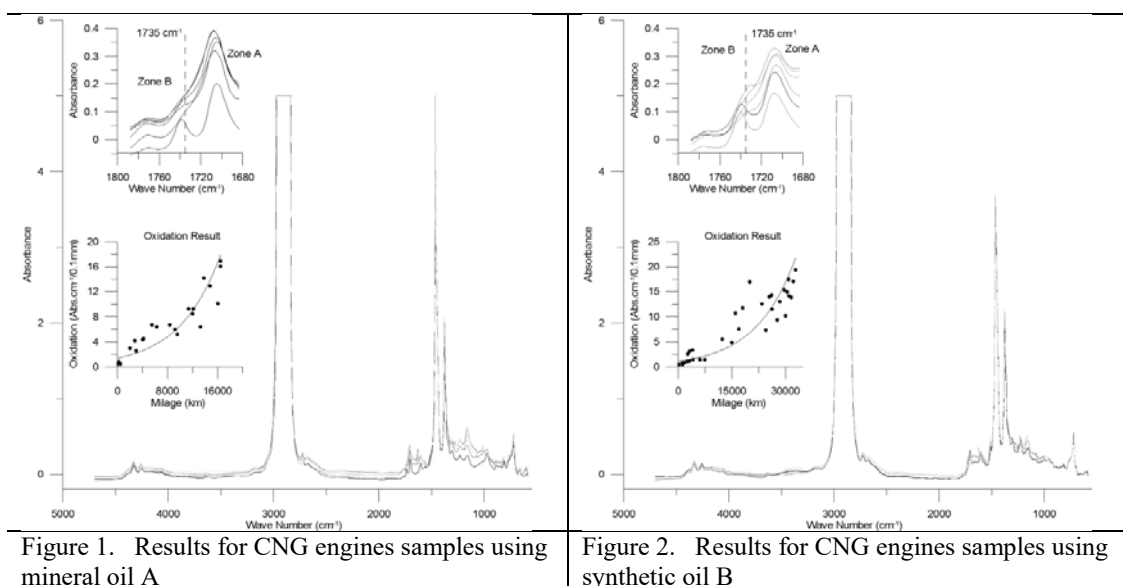 6
0.4
1735 cm⁻¹
0.3
Zone A
0.2
Zone B
0.1
0
Absorbance
1800
1760
1720
1680
Wave Number (cm⁻¹)
4
Absorbance
Oxidation Result
20
16
12
8
4
0
Oxidation (Abs.cm⁻¹/0.1mm)
0
8000
16000
Milage (km)
2
0
5000
4000
3000
2000
1000
Wave Number (cm⁻¹)
Figure 1. Results for CNG engines samples using
mineral oil A
6
0.4
1735 cm⁻¹
0.3
Zone B
Zone A
0.2
0.1
0
Absorbance
1800
1760
1720
1680
Wave Number (cm⁻¹)
4
Absorbance
Oxidation Result
25
20
15
10
5
0
Oxidation (Abs.cm⁻¹/0.1mm)
0
15000
30000
Milage (km)
2
0
5000
4000
3000
2000
1000
Wave Number (cm⁻¹)
Figure 2. Results for CNG engines samples using
synthetic oil B